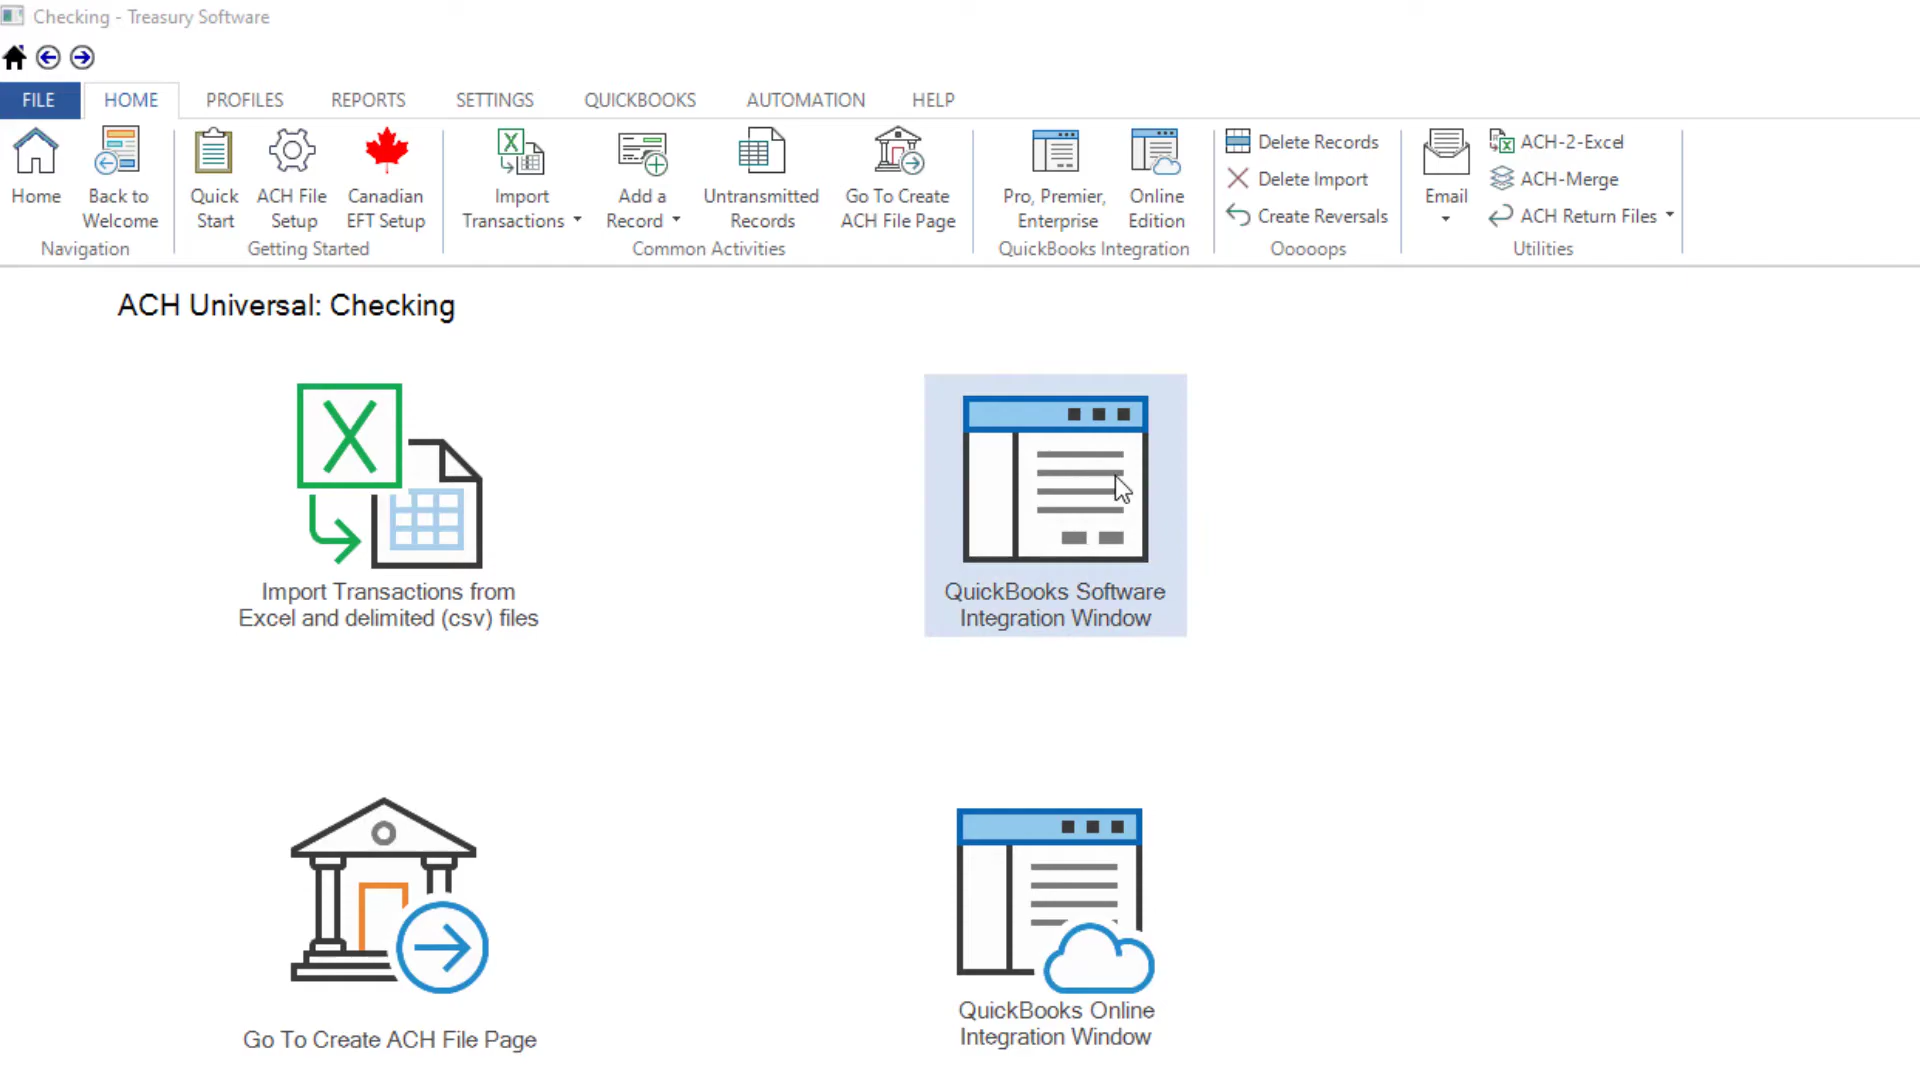 Checking - Treasury Software
FILE
HOME
PROFILES
REPORTS
SETTINGS
QUICKBOOKS
AUTOMATION
HELP
Home
Back to
Welcome
Navigation
Quick
Start
ACH File
Setup
Canadian
EFT Setup
Getting Started
Import
Transactions
Add a
Record
Untransmitted
Records
Go To Create
ACH File Page
Common Activities
Pro, Premier,
Enterprise
Online
Edition
QuickBooks Integration
Delete Records
Delete Import
Create Reversals
Ooooops
Email
ACH-2-Excel
ACH-Merge
ACH Return Files
Utilities
ACH Universal: Checking
Import Transactions from
Excel and delimited (csv) files
QuickBooks Software
Integration Window
Go To Create ACH File Page
QuickBooks Online
Integration Window